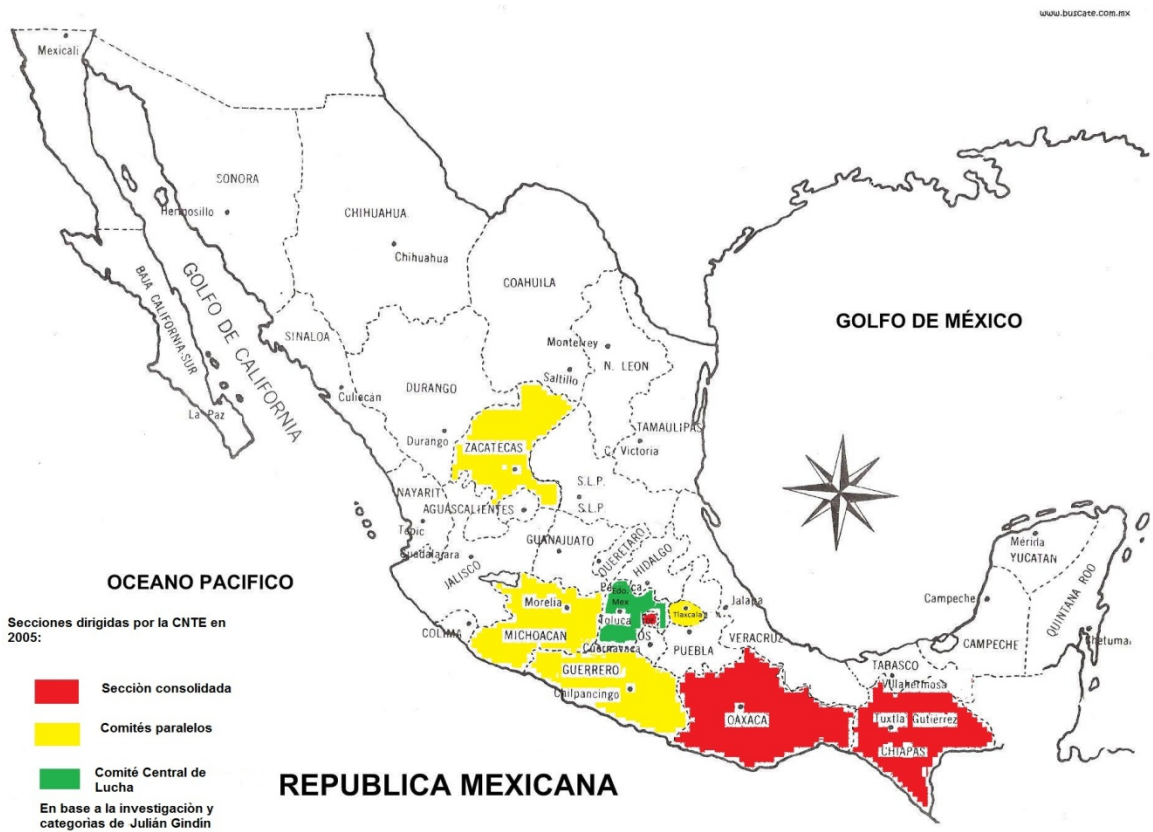 www.buscate.com.mx
Mexicali
SONORA
Hermosillo
CHIHUAHUA
Chihuahua
COAHUILA
BAJA CALIFORNIA SUR
GOLFO DE CALIFORNIA
GOLFO DE MÉXICO
SINALOA
Monterrey
N. LEON
Saltillo
DURANGO
Culiacán
La Paz
TAMAULIPAS
Durango
ZACATECAS
C. Victoria
S.L.P.
S.L.P.
NAYARIT
AGUASCALIENTES
Tepic
GUANAJUATO
QUERETARO
HIDALGO
Guadalajara
JALISCO
Mérida
YUCATAN
QUINTANA ROO
OCEANO PACIFICO
Edo.
Mex
Morelia
Toluca
Tlaxcala
Jalapa
Campeche
COLIMA
MICHOACAN
Cuernavaca
PUEBLA
VERACRUZ
CAMPECHE
Chetumal
GUERRERO
Chilpancingo
TABASCO
Villahermosa
OAXACA
Tuxtla Gutiérrez
CHIAPAS
Secciones dirigidas por la CNTE en
2005:
Secciòn consolidada
Comités paralelos
Comité Central de
Lucha
En base a la investigaciòn y
categorìas de Julián Gindín
REPUBLICA MEXICANA